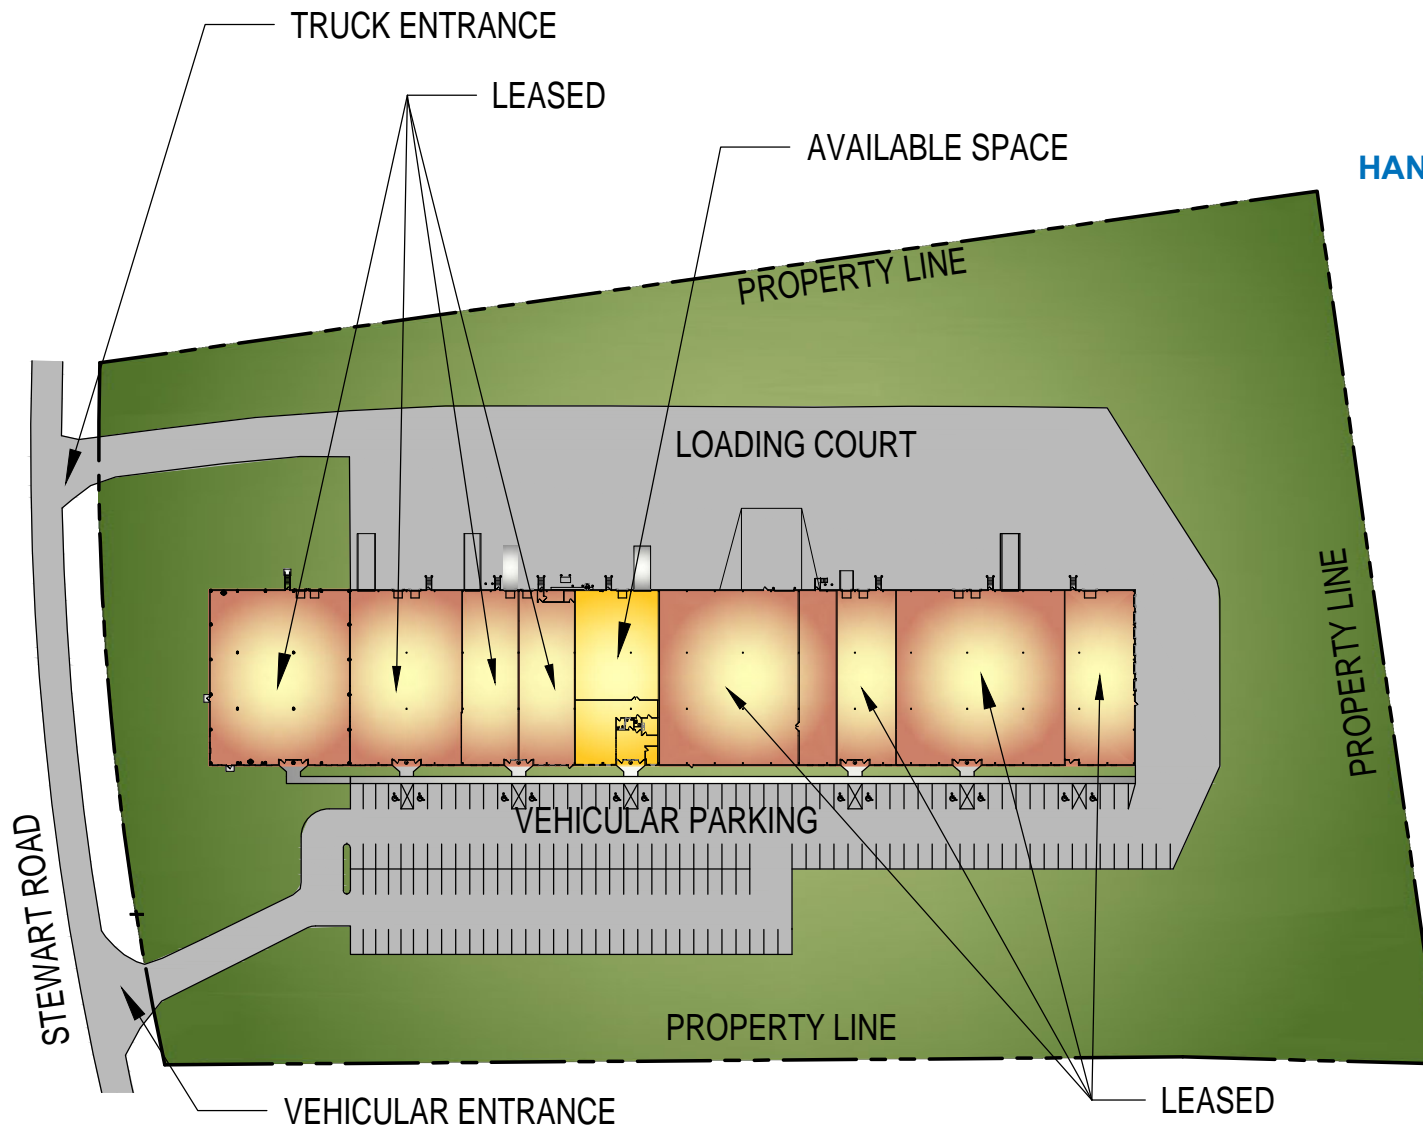 TRUCK ENTRANCE
LEASED
AVAILABLE SPACE
HAN
PROPERTY LINE
LOADING COURT
PROPERTY LINE
VEHICULAR PARKING
STEWART ROAD
PROPERTY LINE
LEASED
VEHICULAR ENTRANCE